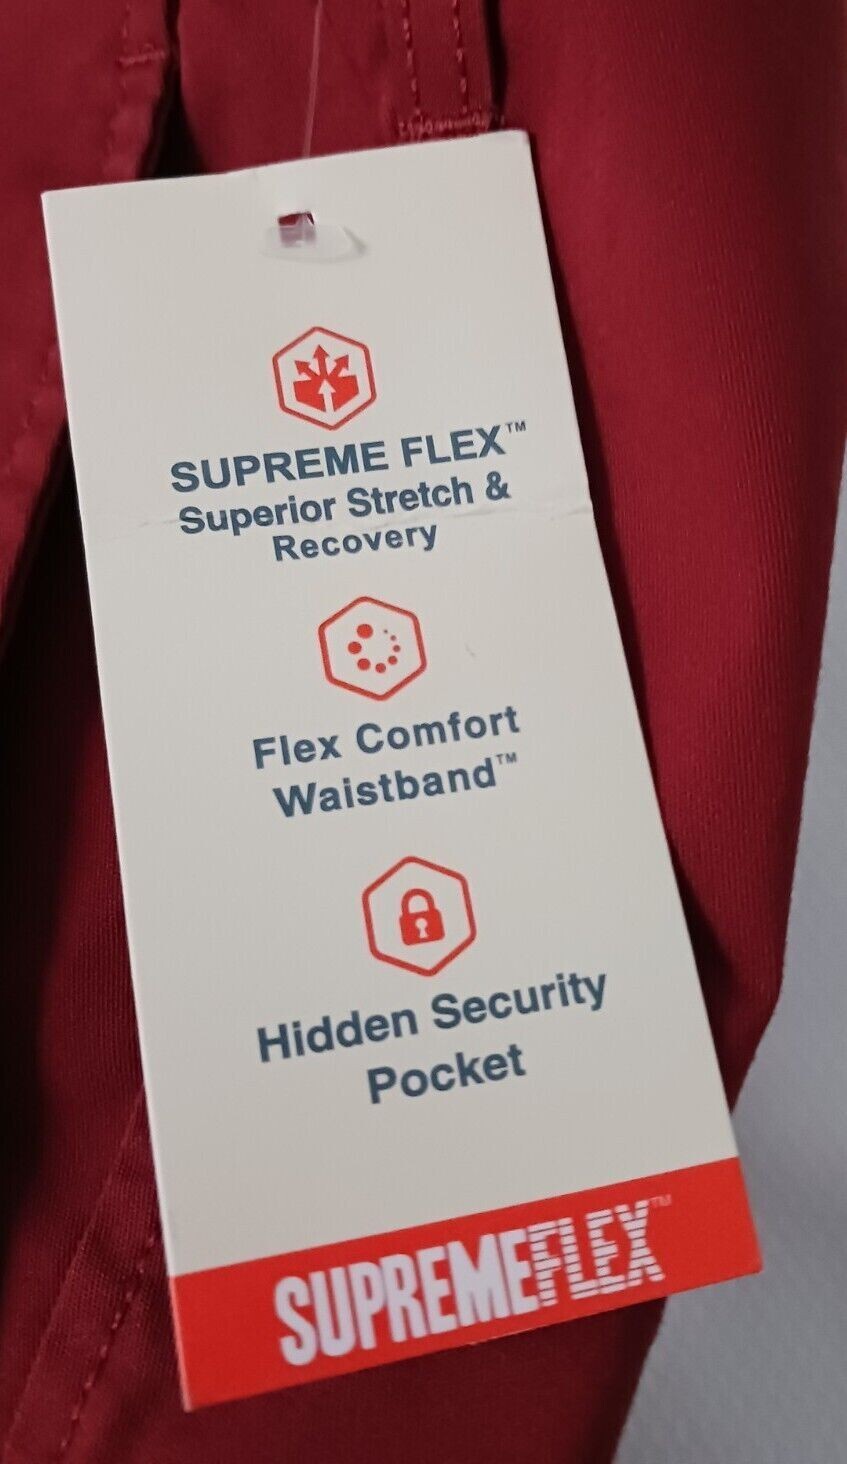 SUPREME FLEX™
Superior Stretch &
Recovery
Flex Comfort
Waistband™
Hidden Security
Pocket
SUPREMEFLEX™